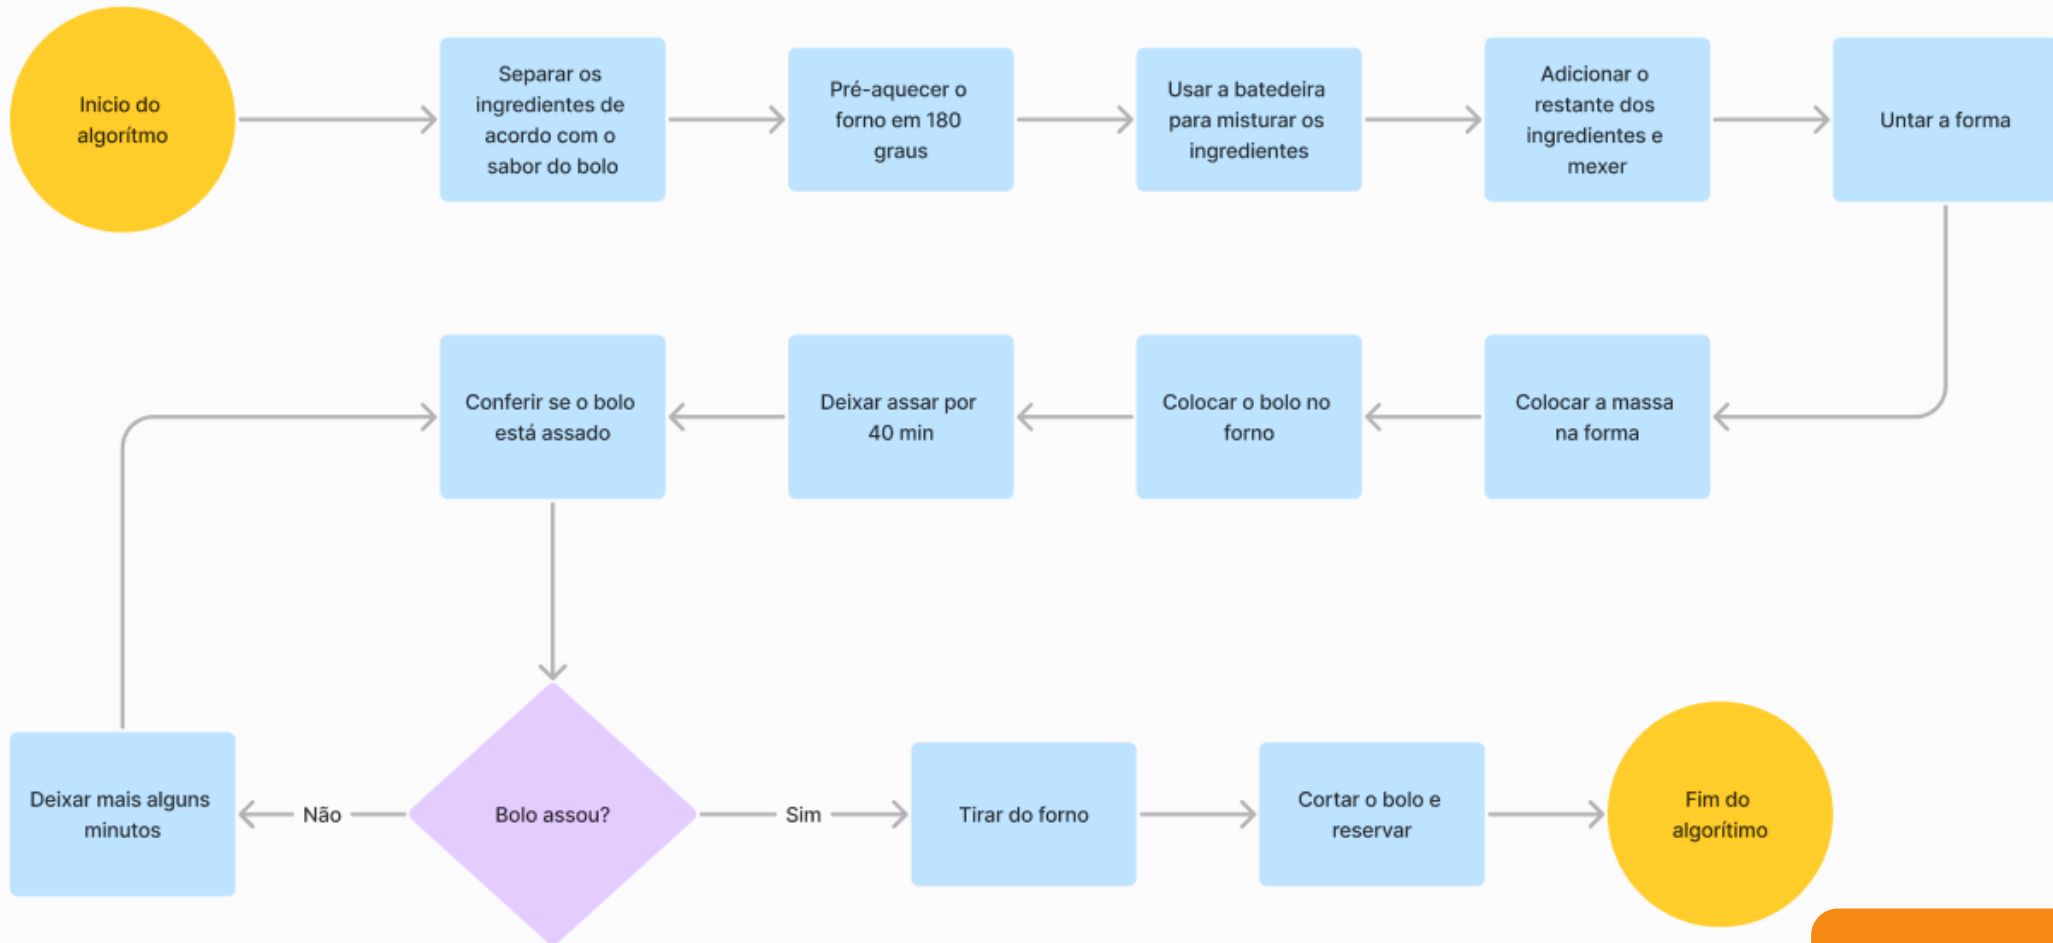 Inicio do
algorítmo
Separar os
ingredientes de
acordo com o
sabor do bolo
Pré-aquecer o
forno em 180
graus
Usar a batedeira
para misturar os
ingredientes
Adicionar o
restante dos
ingredientes e
mexer
Untar a forma
Colocar a massa
na forma
Colocar o bolo no
forno
Deixar assar por
40 min
Conferir se o bolo
está assado
Bolo assou?
Não
Deixar mais alguns
minutos
Sim
Tirar do forno
Cortar o bolo e
reservar
Fim do
algorítimo